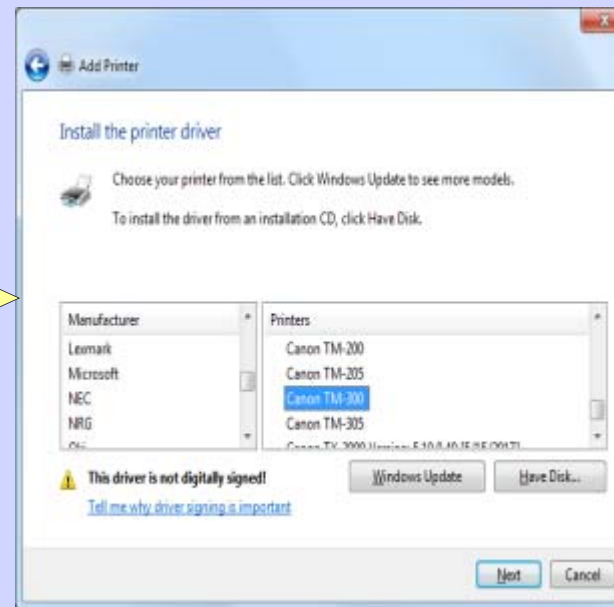 x
Add Printer
Install the printer driver
Choose your printer from the list. Click Windows Update to see more models.
To install the driver from an installation CD, click Have Disk.
Manufacturer
Lexmark
Microsoft
NEC
NRG
Oki
Printers
Canon TM-200
Canon TM-205
Canon TM-300
Canon TM-305
This driver is not digitally signed!
Tell me why driver signing is important
Windows Update
Have Disk...
Next
Cancel